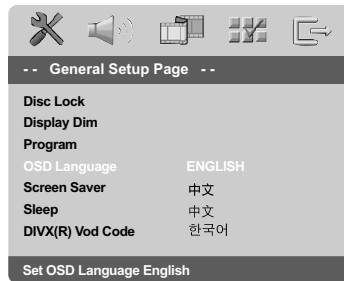 -- General Setup Page --
Disc Lock
Display Dim
Program
OSD Language ENGLISH
Screen Saver 中文
Sleep 中文
DIVX(R) Vod Code 한국어
Set OSD Language English